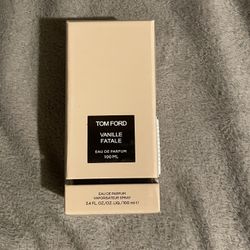 TOM FORD
VANILLE
FATALE
EAU DE PARFUM
100 ML
EAU DE PARFUM
VAPORISATEUR SPRAY
3.4 FL.OZ./OZ.LIQ./100 ml ℮